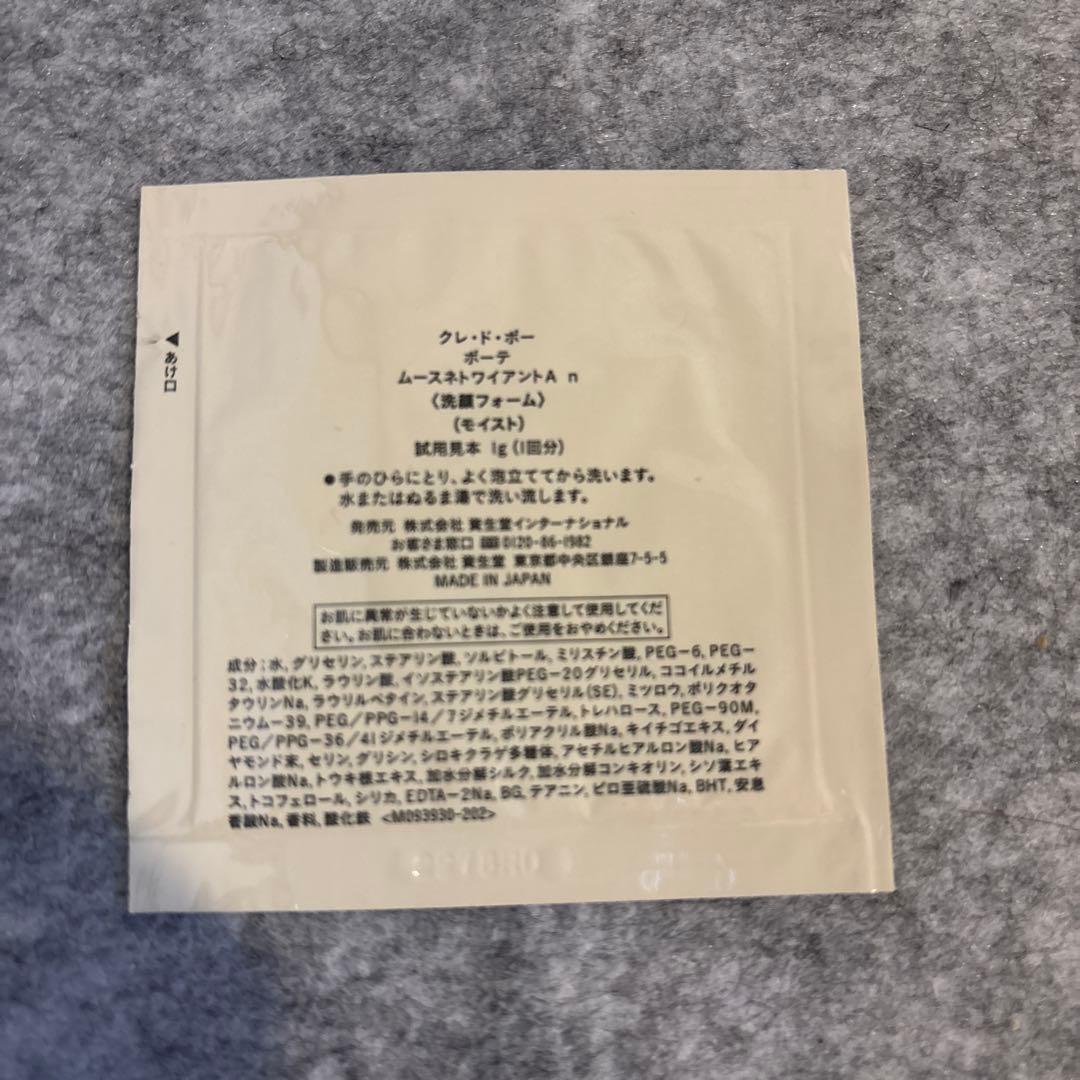 クレ・ド・ポー
ボーテ
ムースネトワイアントA n
〈洗顔フォーム〉
(モイスト)
試用見本 1g(1回分)
●手のひらにとり、よく泡立ててから洗います。
水またはぬるま湯で洗い流します。
発売元 株式会社 資生堂インターナショナル
お客さま窓口 0120-86-1982
製造販売元 株式会社 資生堂 東京都中央区銀座7-5-5
MADE IN JAPAN
お肌に異常が生じていないかよく注意して使用してくだ
さい。お肌に合わないときは、ご使用をおやめください。
成分:水,グリセリン,ステアリン酸,ソルビトール,ミリスチン酸,PEG-6,PEG-
32,水酸化K,ラウリン酸,イソステアリン酸PEG-20グリセリル,ココイルメチル
タウリンNa,ラウリルベタイン,ステアリン酸グリセリル(SE),ミツロウ,ポリクオタ
ニウム-39,PEG/PPG-14/7ジメチルエーテル,トレハロース,PEG-90M,
PEG/PPG-36/41ジメチルエーテル,ポリアクリル酸Na,キイチゴエキス,ダイ
ヤモンド末,セリン,グリシン,シロキクラゲ多糖体,アセチルヒアルロン酸Na,ヒア
ルロン酸Na,トウキ根エキス,加水分解シルク,加水分解コンキオリン,シソ葉エキ
ス,トコフェロール,シリカ,EDTA-2Na,BG,テアニン,ピロ亜硫酸Na,BHT,安息
香酸Na,香料,酸化鉄 <M093930-202>
◀あけ口